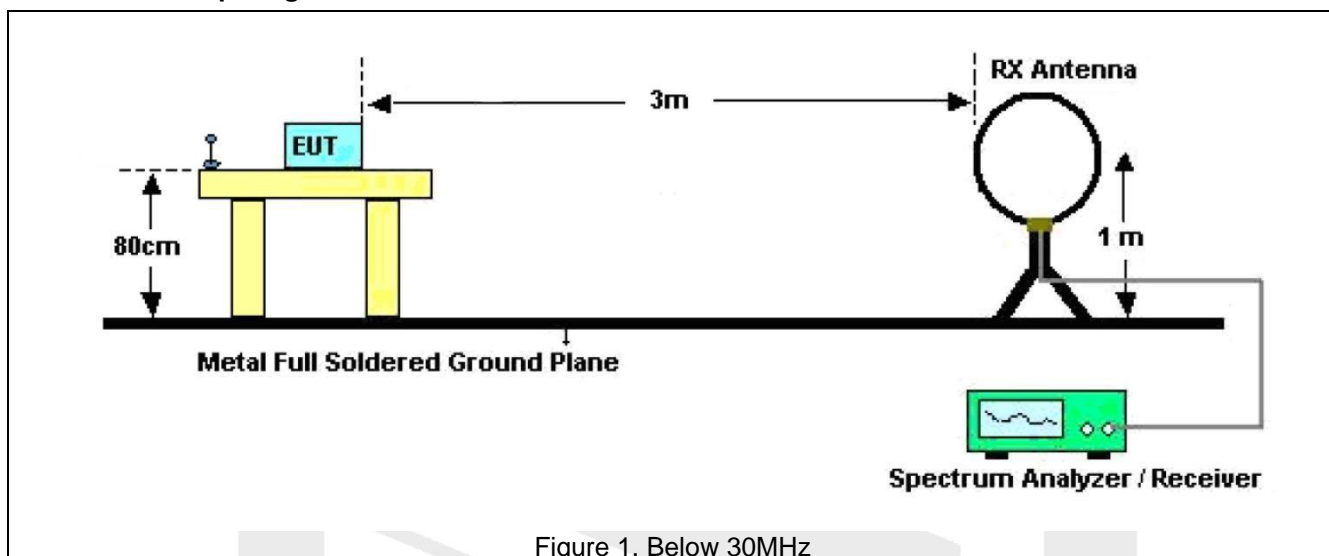 RX Antenna
3m
EUT
80cm
1 m
Metal Full Soldered Ground Plane
Spectrum Analyzer / Receiver
Figure 1. Below 30MHz